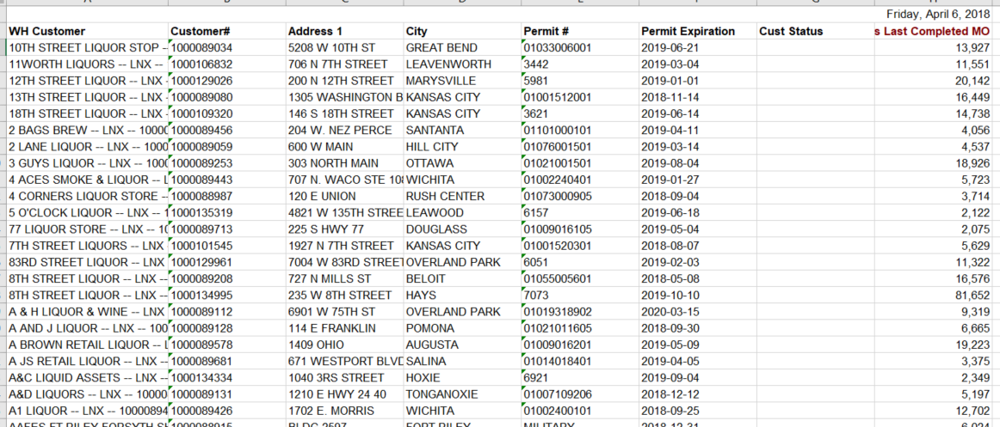 Friday, April 6, 2018
WH Customer Customer# Address 1 City Permit # Permit Expiration Cust Status s Last Completed MO
10TH STREET LIQUOR STOP -- 1000089034 5208 W 10TH ST GREAT BEND 01033006001 2019-06-21 13,927
11WORTH LIQUORS -- LNX -- 1000106832 706 N 7TH STREET LEAVENWORTH 3442 2019-03-04 11,551
12TH STREET LIQUOR -- LNX - 1000129026 200 N 12TH STREET MARYSVILLE 5981 2019-01-01 20,142
13TH STREET LIQUOR -- LNX - 1000089080 1305 WASHINGTON B KANSAS CITY 01001512001 2018-11-14 16,449
18TH STREET LIQUOR -- LNX - 1000109320 146 S 18TH STREET KANSAS CITY 3621 2019-06-14 14,738
2 BAGS BREW -- LNX -- 1000 1000089456 204 W. NEZ PERCE SANTANTA 01101000101 2019-04-11 4,056
2 LANE LIQUOR -- LNX -- 1000 1000089059 600 W MAIN HILL CITY 01076001501 2019-03-14 4,537
3 GUYS LIQUOR -- LNX -- 1000 1000089253 303 NORTH MAIN OTTAWA 01021001501 2019-08-04 18,926
4 ACES SMOKE & LIQUOR -- L 1000089443 707 N. WACO STE 108 WICHITA 01002240401 2019-01-27 5,723
4 CORNERS LIQUOR STORE -- 1000088987 120 E UNION RUSH CENTER 01073000905 2018-09-04 3,714
5 O'CLOCK LIQUOR -- LNX -- 1 1000135319 4821 W 135TH STREE LEAWOOD 6157 2019-06-18 2,122
77 LIQUOR STORE -- LNX -- 10 1000089713 225 S HWY 77 DOUGLASS 01009016105 2019-05-04 2,075
7TH STREET LIQUORS -- LNX - 1000101545 1927 N 7TH STREET KANSAS CITY 01001520301 2018-08-07 5,629
83RD STREET LIQUOR -- LNX 1000129961 7004 W 83RD STREET OVERLAND PARK 6051 2019-02-03 11,322
8TH STREET LIQUOR -- LNX -- 1000089208 727 N MILLS ST BELOIT 01055005601 2018-05-08 16,576
8TH STREET LIQUOR -- LNX -- 1000134995 235 W 8TH STREET HAYS 7073 2019-10-10 81,652
A & H LIQUOR & WINE -- LNX 1000089112 6901 W 75TH ST OVERLAND PARK 01019318902 2020-03-15 9,319
A AND J LIQUOR -- LNX -- 100 1000089128 114 E FRANKLIN POMONA 01021011605 2018-09-30 6,665
A BROWN RETAIL LIQUOR -- L 1000089578 1409 OHIO AUGUSTA 01009016201 2019-05-09 19,223
A JS RETAIL LIQUOR -- LNX -- 1000089681 671 WESTPORT BLVD SALINA 01014018401 2019-04-05 3,375
A&C LIQUID ASSETS -- LNX -- 1000134334 1040 3RS STREET HOXIE 6921 2019-09-04 2,349
A&D LIQUORS -- LNX -- 10000 1000089131 1210 E HWY 24 40 TONGANOXIE 01007109206 2018-12-12 5,197
A1 LIQUOR -- LNX -- 10000894 1000089426 1702 E. MORRIS WICHITA 01002400101 2018-09-25 12,702
AAFES FT RILEY FORSYTH 1000088915 BLDG 2597 FORT RILEY MILITARY 2018-12-31 6,024